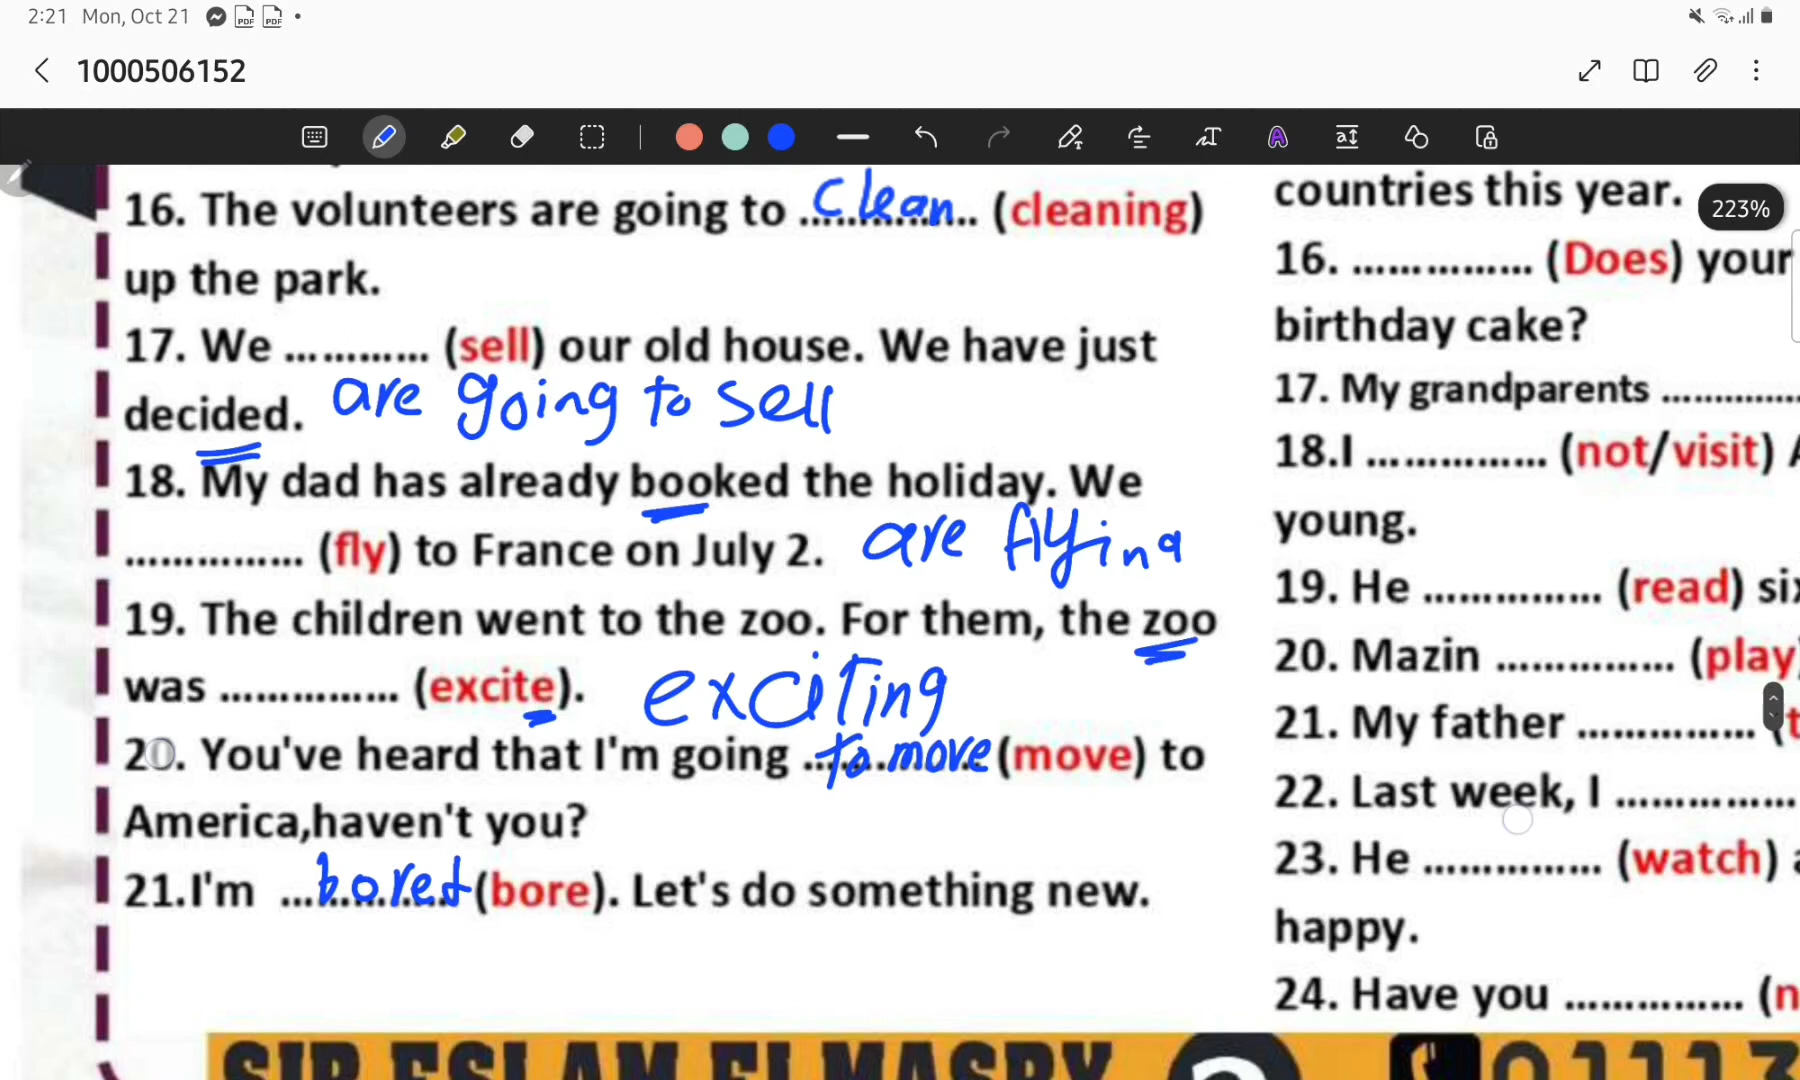 2:21 Mon, Oct 21
1000506152
223%
16. The volunteers are going to clean (cleaning)
up the park.
17. We ............ (sell) our old house. We have just
decided. are going to sell
18. My dad has already booked the holiday. We
............... (fly) to France on July 2. are flying
19. The children went to the zoo. For them, the zoo
was ............... (excite). exciting
20. You've heard that I'm going to move (move) to
America,haven't you?
21.I'm bored (bore). Let's do something new.
countries this year.
16. ............... (Does) your
birthday cake?
17. My grandparents ............
18.I ............... (not/visit)
young.
19. He ............... (read)
20. Mazin ............... (play)
21. My father ...............
22. Last week, I ...............
23. He ............... (watch) a
happy.
24. Have you ............... (n
SIR ESLAM ELMASRY
01113